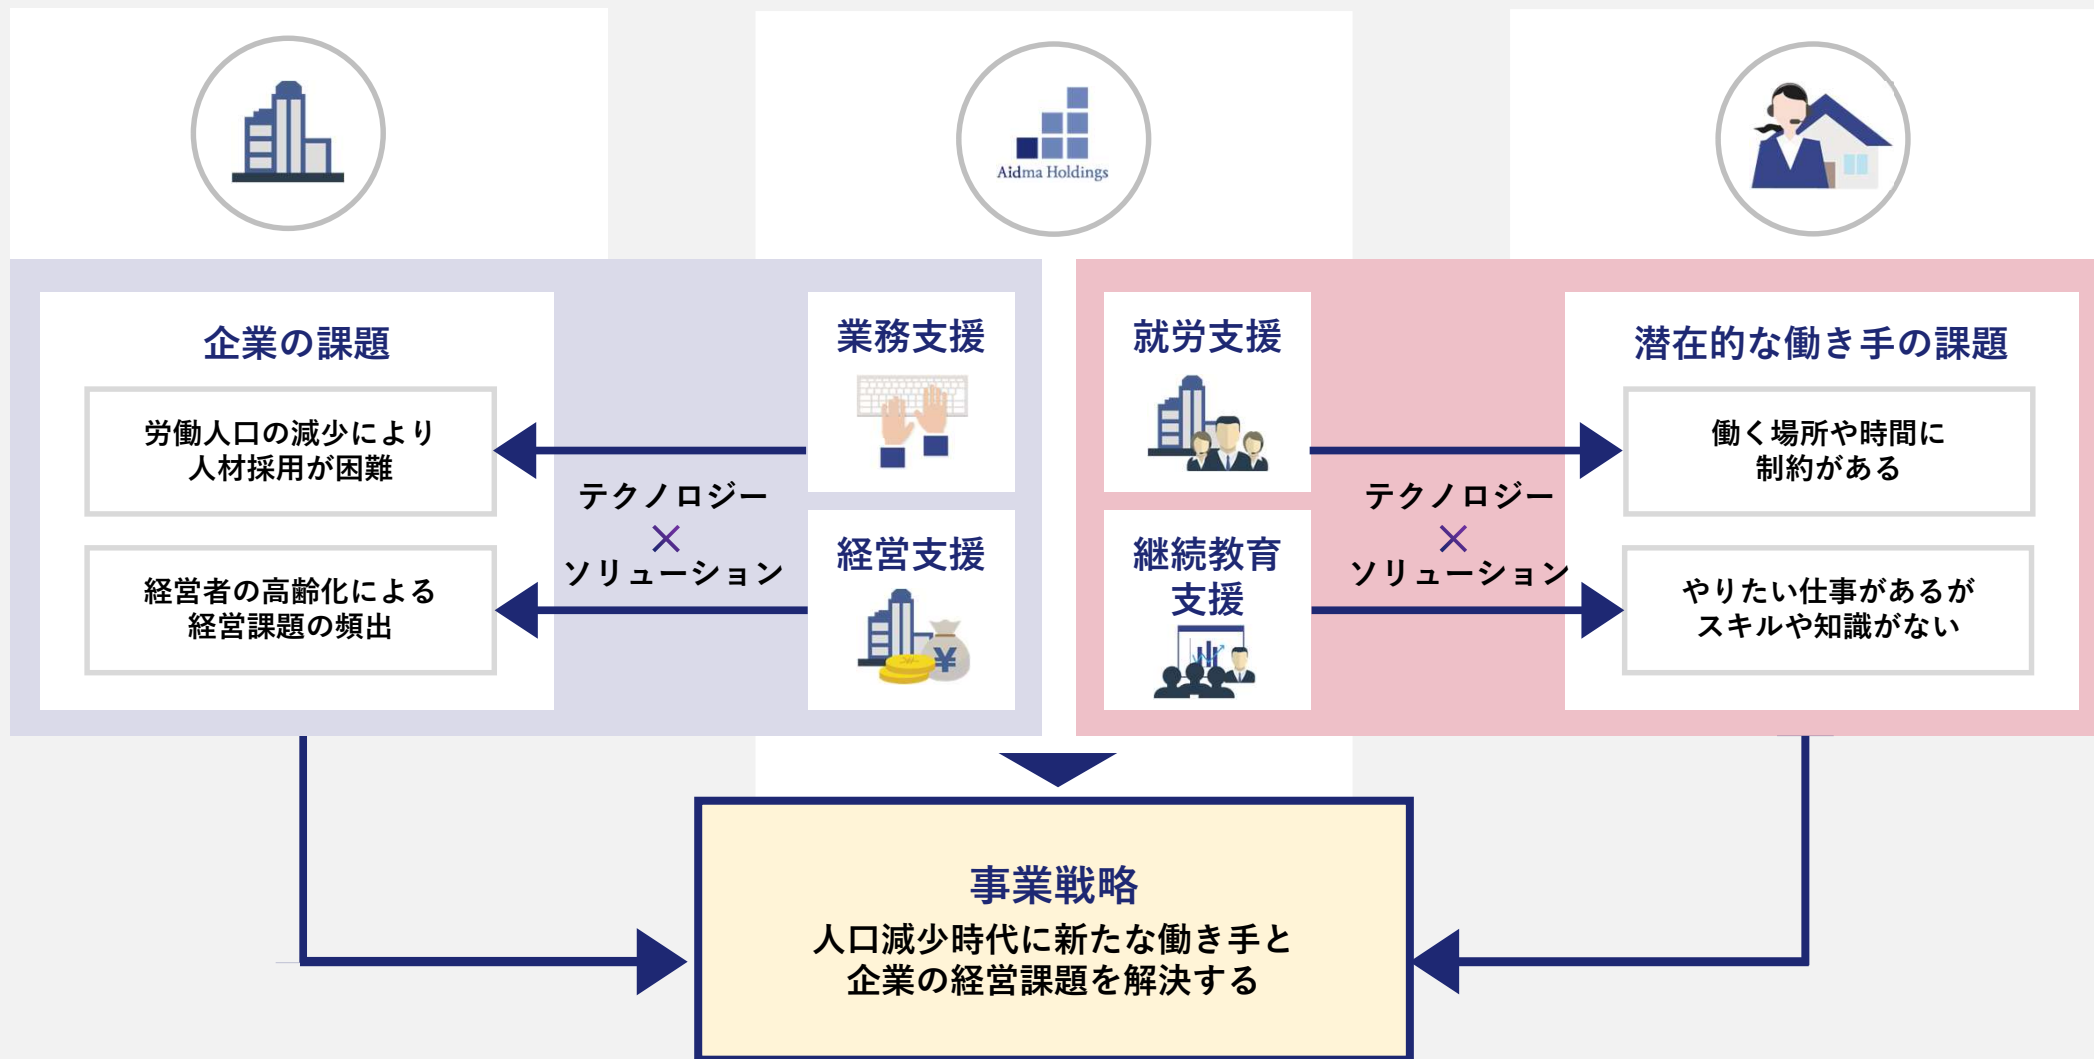 Aidma Holdings
企業の課題
労働人口の減少により
人材採用が困難
経営者の高齢化による
経営課題の頻出
テクノロジー
×
ソリューション
業務支援
経営支援
¥
就労支援
継続教育
支援
テクノロジー
×
ソリューション
潜在的な働き手の課題
働く場所や時間に
制約がある
やりたい仕事があるが
スキルや知識がない
事業戦略
人口減少時代に新たな働き手と
企業の経営課題を解決する